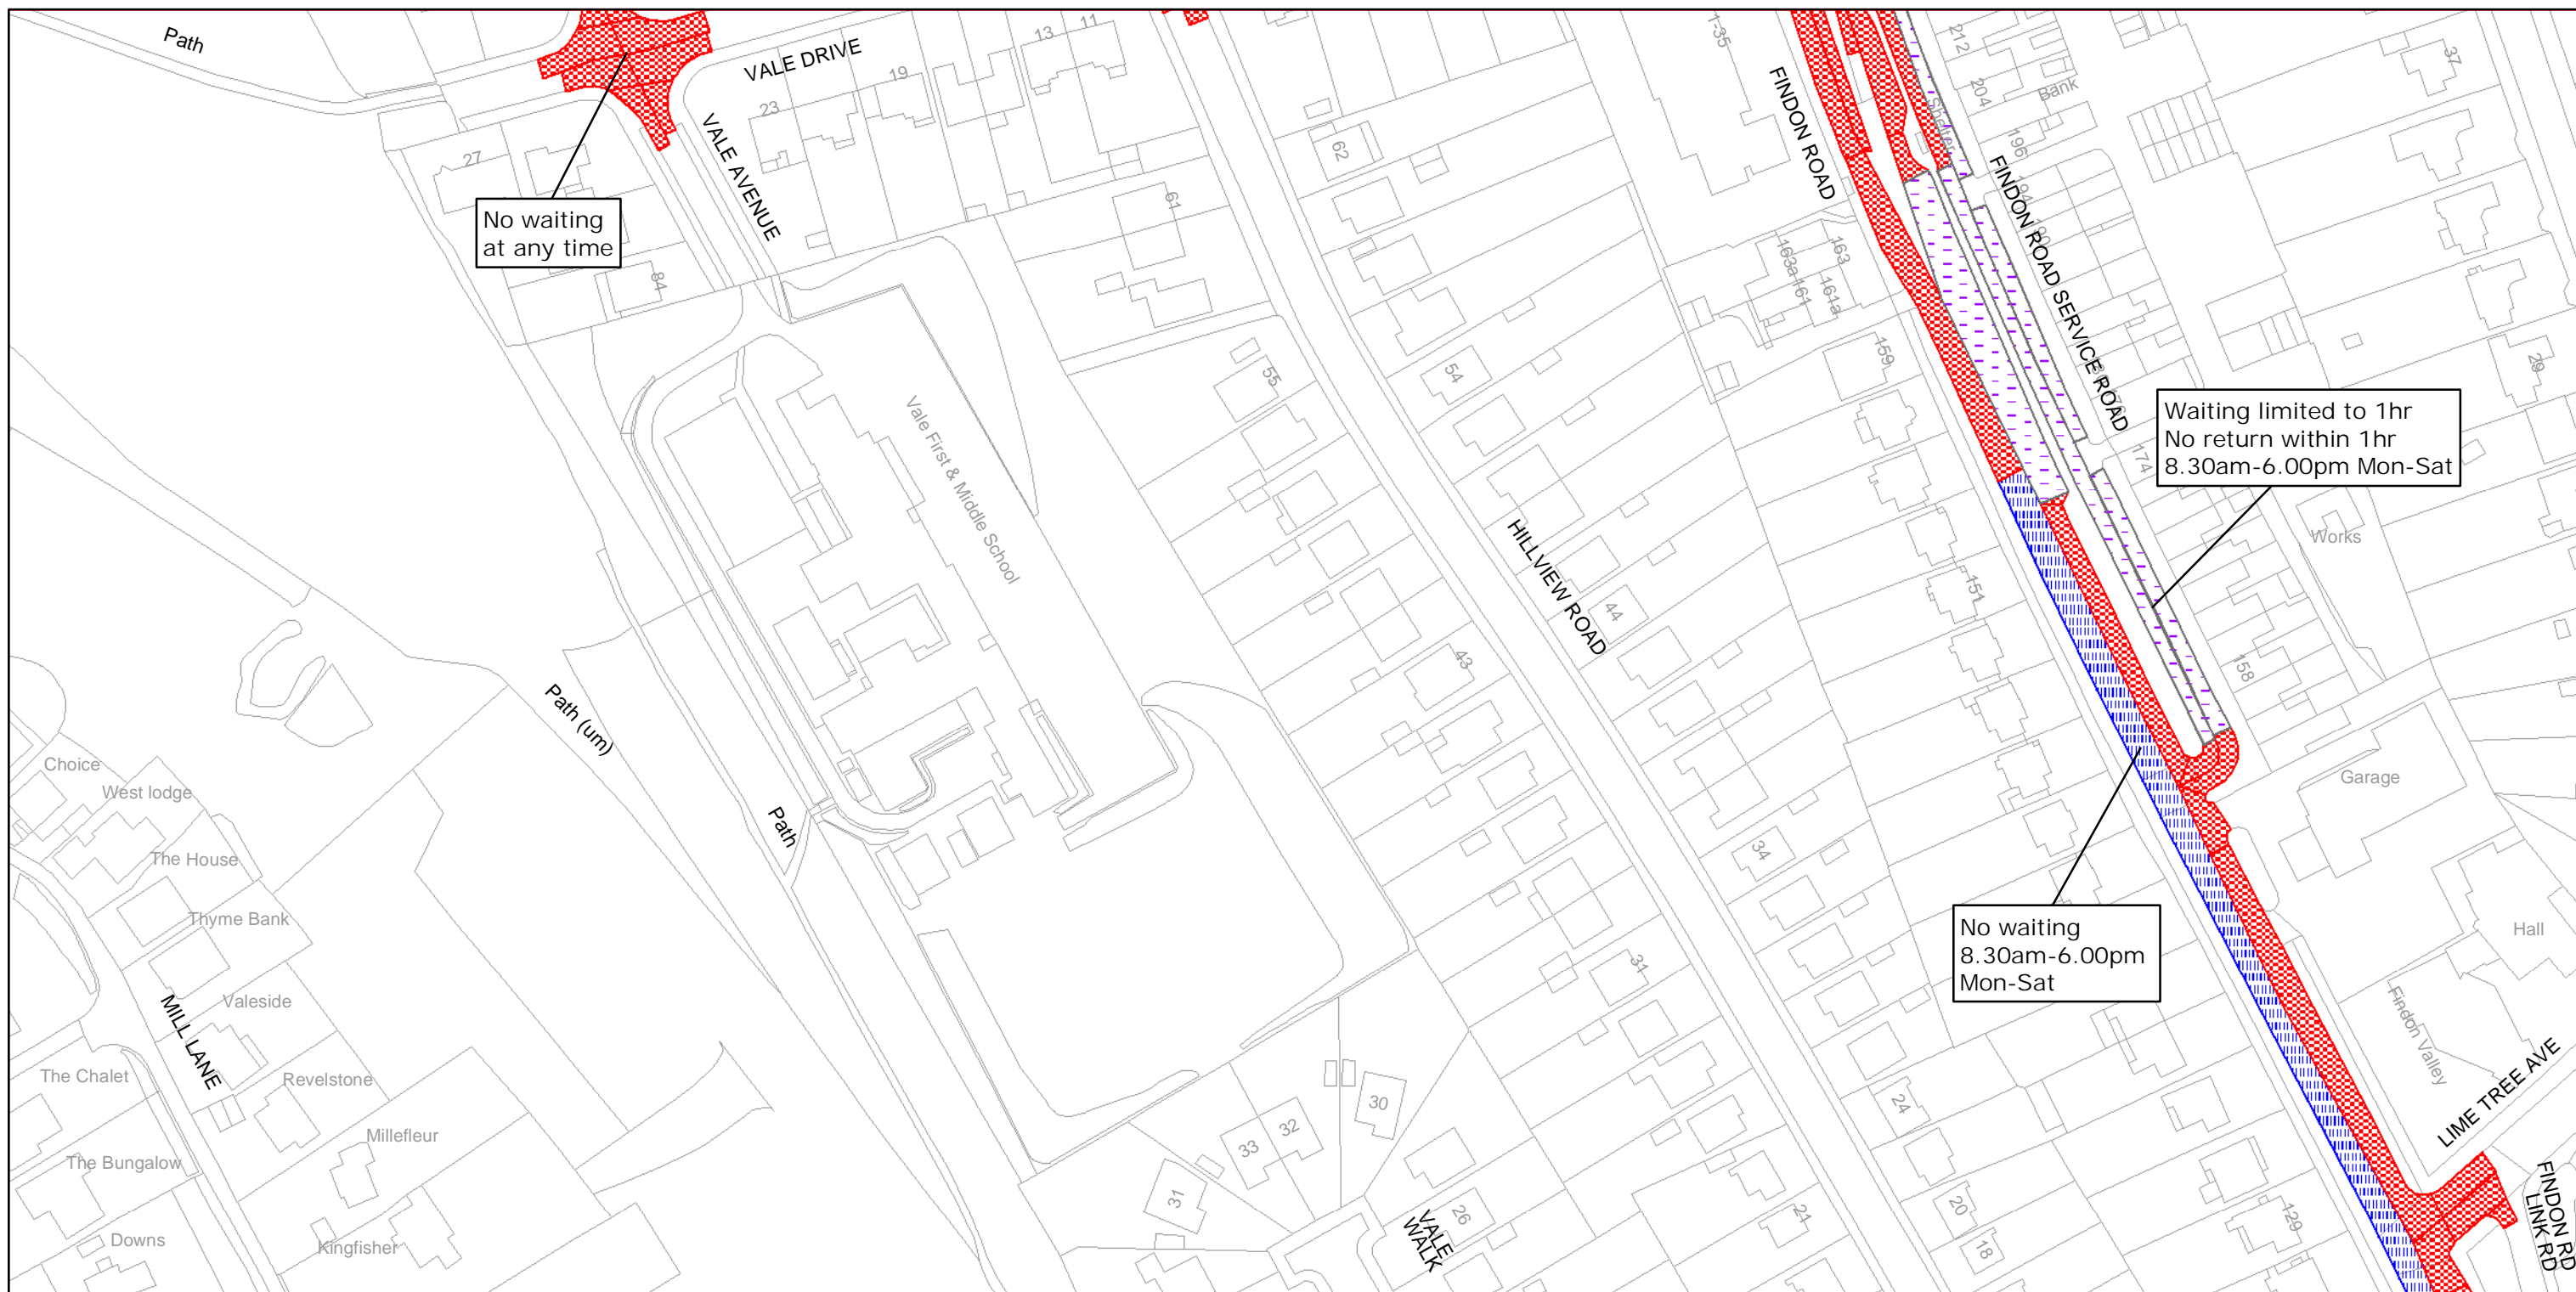 Path
VALE DRIVE
11
13
19
23
VALE AVENUE
27
No waiting
at any time
84
61
62
1-35
FINDON ROAD
212
204
Bank
Shelter
196
194
FINDON ROAD SERVICE ROAD
37
163
163a
161
161a
159
176
174
29
Waiting limited to 1hr
No return within 1hr
8.30am-6.00pm Mon-Sat
55
54
Vale First & Middle School
HILLVIEW ROAD
44
43
151
Works
158
Path (um)
Path
Choice
West lodge
The House
Thyme Bank
Valeside
MILL LANE
The Chalet
Revelstone
Millefleur
The Bungalow
Downs
Kingfisher
Garage
34
31
No waiting
8.30am-6.00pm
Mon-Sat
Hall
Findon Valley
LIME TREE AVE
30
32
33
31
26
VALE
WALK
24
20
18
21
129
FINDON RD
LINK RD